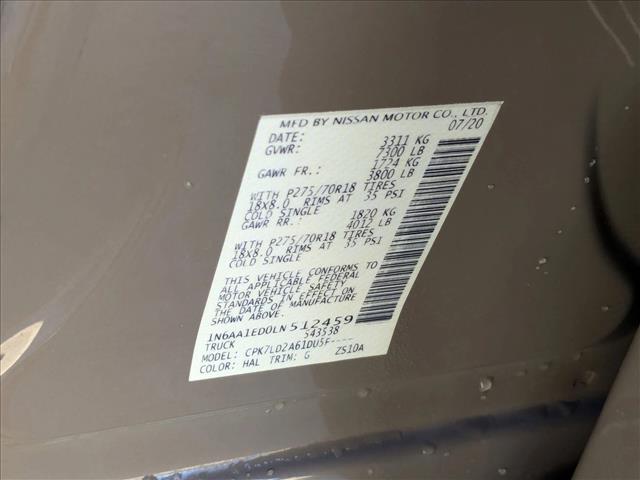 MFD BY NISSAN MOTOR CO., LTD.
DATE: 07/20
GVWR: 3311 KG
7300 LB
GAWR FR.: 1724 KG
3800 LB
WITH P275/70R18 TIRES
18X8.0 RIMS AT 35 PSI
COLD SINGLE
GAWR RR.: 1820 KG
4012 LB
WITH P275/70R18 TIRES
18X8.0 RIMS AT 35 PSI
COLD SINGLE
THIS VEHICLE CONFORMS TO
ALL APPLICABLE FEDERAL
MOTOR VEHICLE SAFETY
STANDARDS IN EFFECT ON
THE DATE OF MANUFACTURE
SHOWN ABOVE.
1N6AA1ED0LN512459
TRUCK 543538
MODEL: CPK7LD2A61DU5F----
COLOR: HAL TRIM: G ZS10A